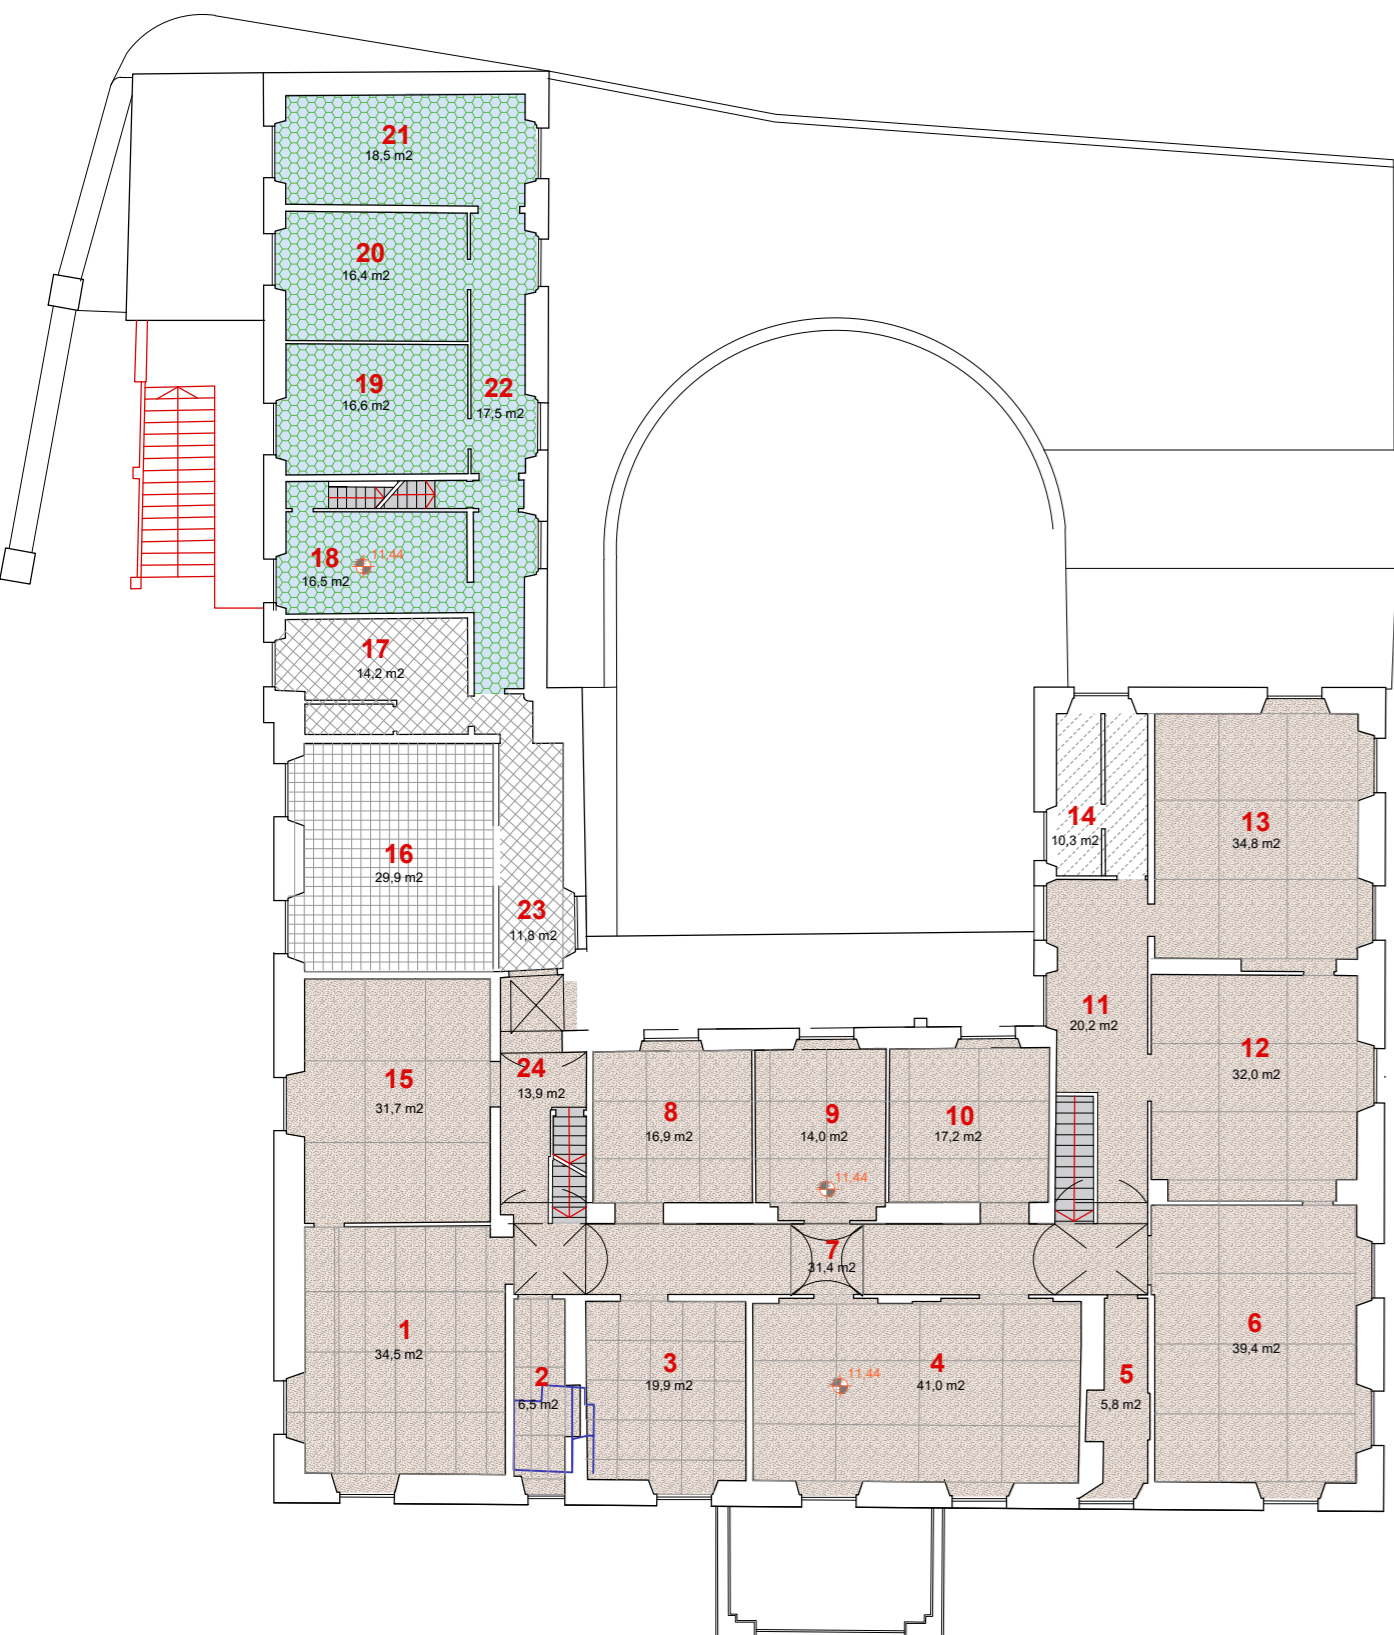 21
18,5 m2
20
16,4 m2
19
16,6 m2
22
17,5 m2
18
11,44
16,5 m2
17
14,2 m2
16
29,9 m2
23
11,8 m2
14
10,3 m2
13
34,8 m2
11
20,2 m2
12
32,0 m2
15
31,7 m2
24
13,9 m2
8
16,9 m2
9
14,0 m2
11,44
10
17,2 m2
7
31,4 m2
1
34,5 m2
2
6,5 m2
3
19,9 m2
4
41,0 m2
11,44
5
5,8 m2
6
39,4 m2